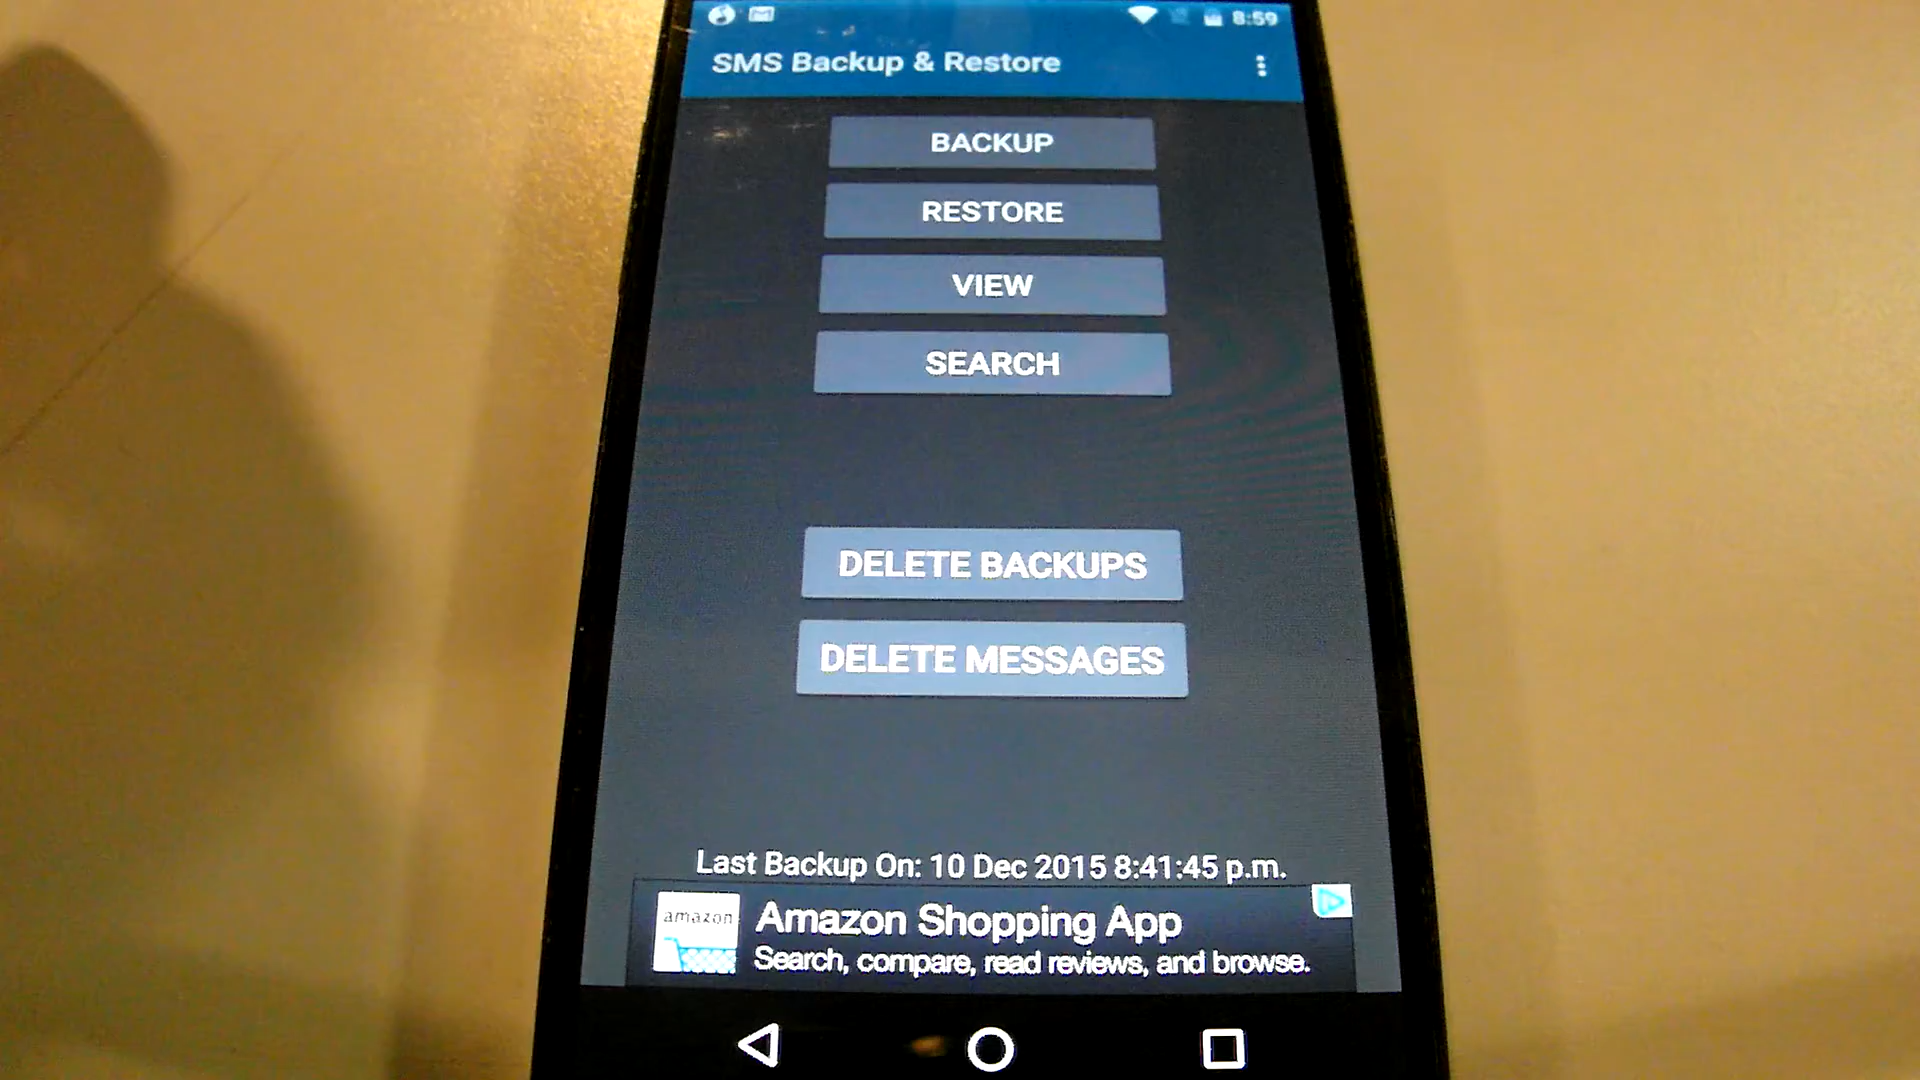 8:59
SMS Backup & Restore
BACKUP
RESTORE
VIEW
SEARCH
DELETE BACKUPS
DELETE MESSAGES
Last Backup On: 10 Dec 2015 8:41:45 p.m.
amazon
Amazon Shopping App
Search, compare, read reviews, and browse.